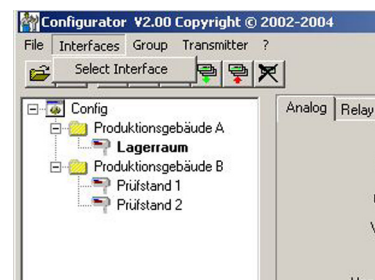 Configurator V2.00 Copyright © 2002-2004
File Interfaces Group Transmitter ?
Select Interface
Config
Analog Relay
Produktionsgebäude A
Lagerraum
Produktionsgebäude B
Prüfstand 1
Prüfstand 2